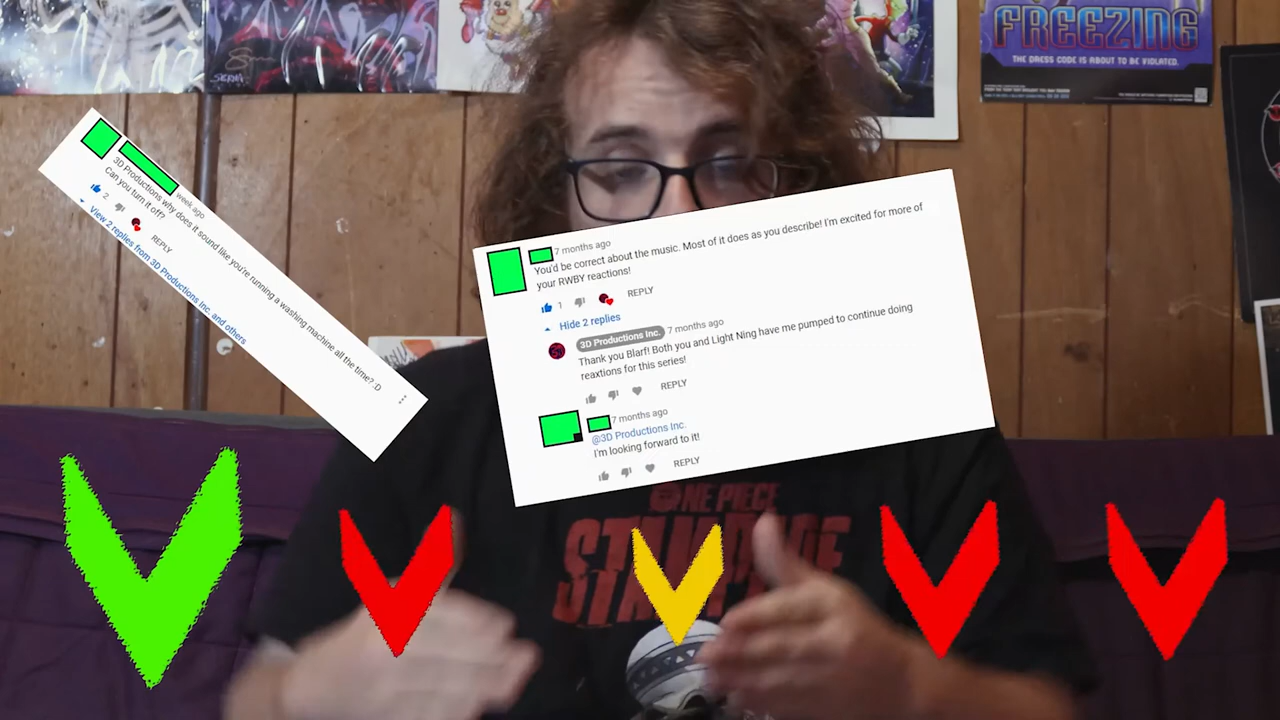 FREEZING
THE DRESS CODE IS ABOUT TO BE VIOLATED.
week ago
3D Productions why does it sound like you're running a washing machine all the time? :D
Can you turn it off?
2
REPLY
View 2 replies from 3D Productions Inc. and others
7 months ago
You'd be correct about the music. Most of it does as you describe! I'm excited for more of
your RWBY reactions!
1
REPLY
Hide 2 replies
3D Productions Inc. 7 months ago
Thank you Blarf! Both you and Light Ning have me pumped to continue doing
reaxtions for this series!
REPLY
7 months ago
@3D Productions Inc.
I'm looking forward to it!
REPLY
ONE PIECE
STAMPEDE